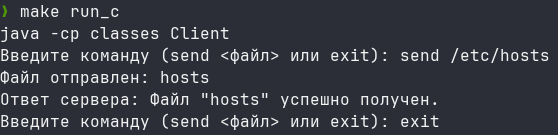 ❯ make run_c
java -cp classes Client
Введите команду (send <файл> или exit): send /etc/hosts
Файл отправлен: hosts
Ответ сервера: Файл "hosts" успешно получен.
Введите команду (send <файл> или exit): exit